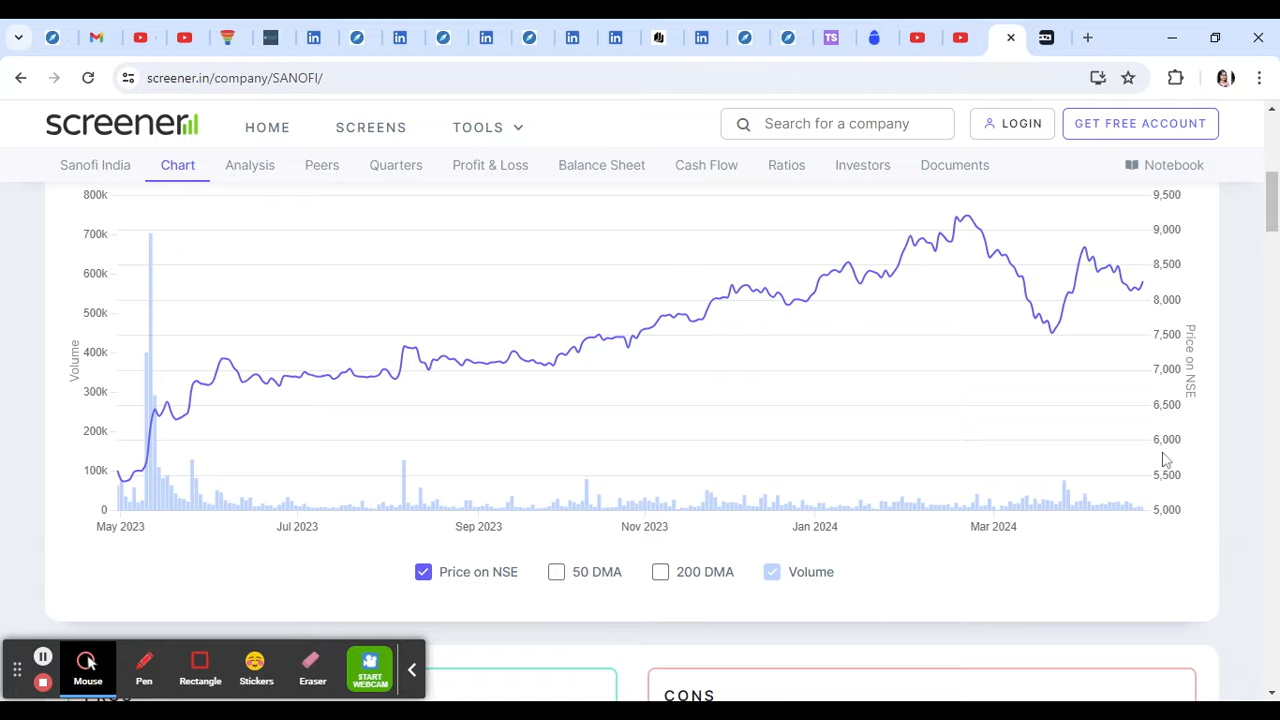 screener.in/company/SANOFI/
screener
HOME
SCREENS
TOOLS
Search for a company
LOGIN
GET FREE ACCOUNT
Sanofi India
Chart
Analysis
Peers
Quarters
Profit & Loss
Balance Sheet
Cash Flow
Ratios
Investors
Documents
Notebook
800k
700k
600k
500k
400k
300k
200k
100k
0
Volume
9,500
9,000
8,500
8,000
7,500
7,000
6,500
6,000
5,500
5,000
Price on NSE
May 2023
Jul 2023
Sep 2023
Nov 2023
Jan 2024
Mar 2024
Price on NSE
50 DMA
200 DMA
Volume
Mouse
Pen
Rectangle
Stickers
Eraser
START
WEBCAM
CONS